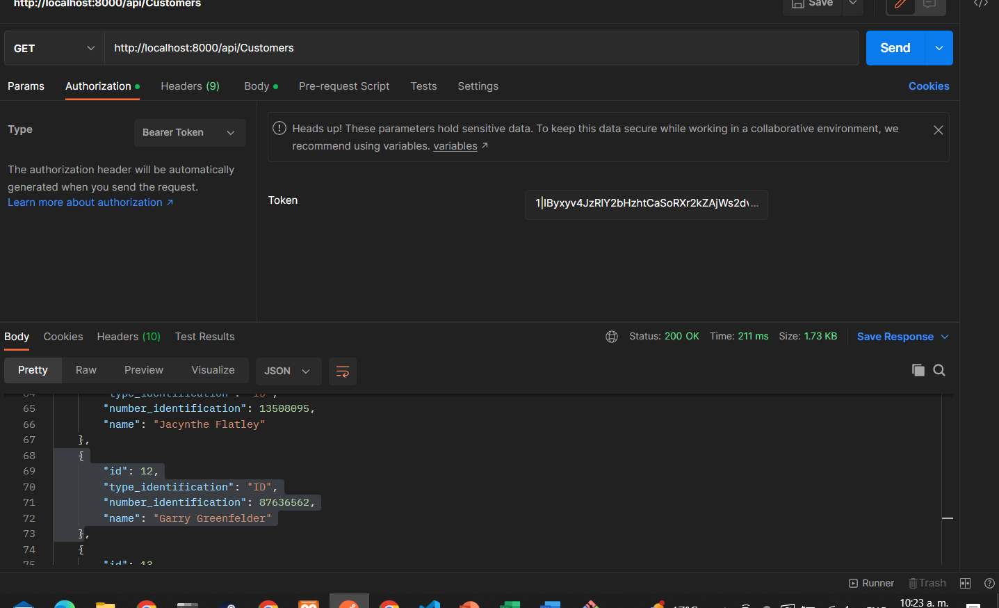 http://localhost:8000/api/Customers
Save
GET
http://localhost:8000/api/Customers
Send
Params
Authorization
Headers (9)
Body
Pre-request Script
Tests
Settings
Cookies
Type
Bearer Token
Heads up! These parameters hold sensitive data. To keep this data secure while working in a collaborative environment, we
recommend using variables. variables ↗
The authorization header will be automatically
generated when you send the request.
Learn more about authorization ↗
Token
Body
Cookies
Headers (10)
Test Results
Status: 200 OK
Time: 211 ms
Size: 1.73 KB
Save Response
Pretty
Raw
Preview
Visualize
JSON
64 "type_identification": "ID",
65 "number_identification": 13508095,
66 "name": "Jacynthe Flatley"
67 },
68 {
69 "id": 12,
70 "type_identification": "ID",
71 "number_identification": 87636562,
72 "name": "Garry Greenfelder"
73 },
74 {
75 "id": 13
Runner
Trash
10:23 a. m.